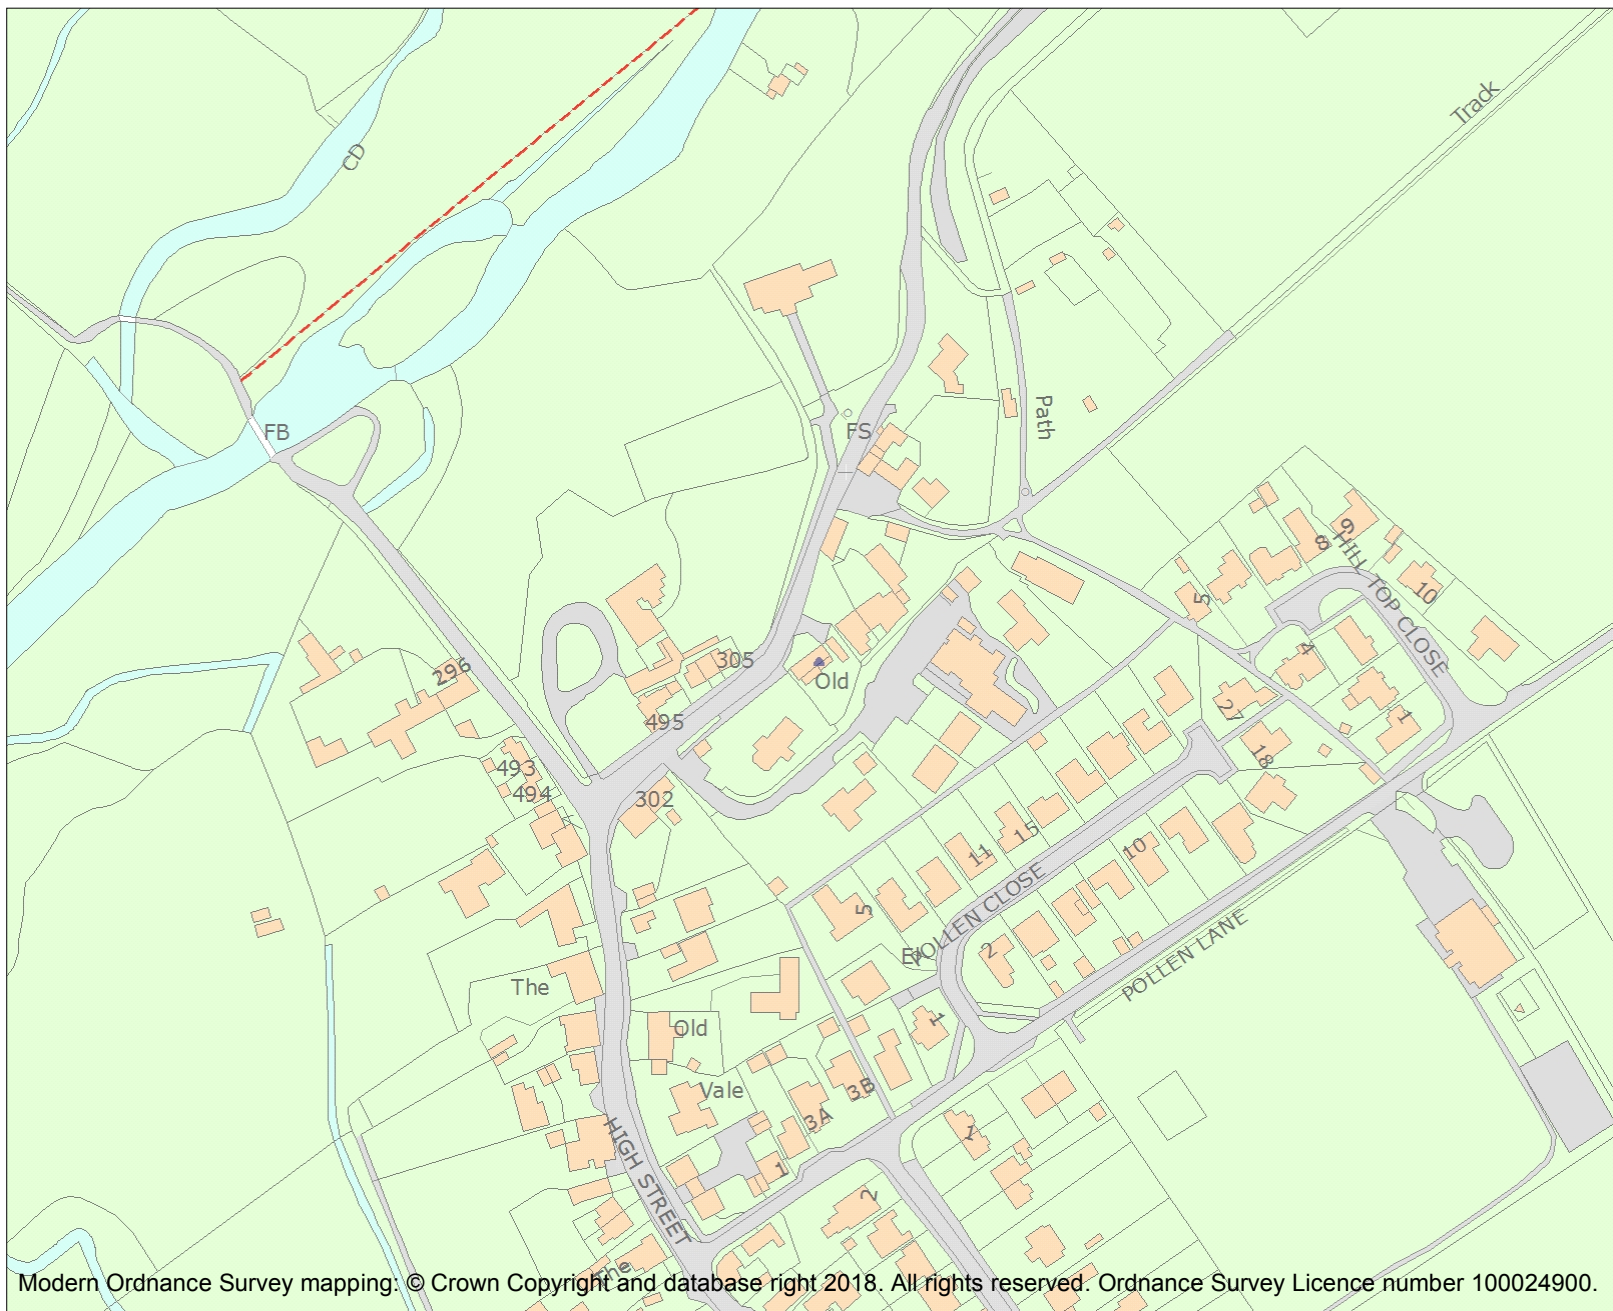 Track
CD
Path
FB
FS
9
8
HILL TOP CLOSE
10
5
4
305
296
Old
27
1
495
18
493
494
302
15
10
11
5
POLLEN CLOSE
2
El
POLLEN LANE
The
1
Old
Vale
3B
3A
1
HIGH STREET
1
2
The
Modern Ordnance Survey mapping: © Crown Copyright and database right 2018. All rights reserved. Ordnance Survey Licence number 100024900.